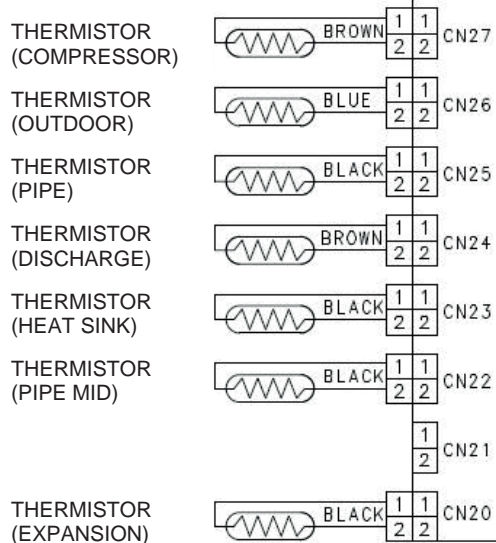 THERMISTOR
(COMPRESSOR)
BROWN 1 1 CN27
2 2
THERMISTOR
(OUTDOOR)
BLUE 1 1 CN26
2 2
THERMISTOR
(PIPE)
BLACK 1 1 CN25
2 2
THERMISTOR
(DISCHARGE)
BROWN 1 1 CN24
2 2
THERMISTOR
(HEAT SINK)
BLACK 1 1 CN23
2 2
THERMISTOR
(PIPE MID)
BLACK 1 1 CN22
2 2
1 CN21
2
THERMISTOR
(EXPANSION)
BLACK 1 1 CN20
2 2